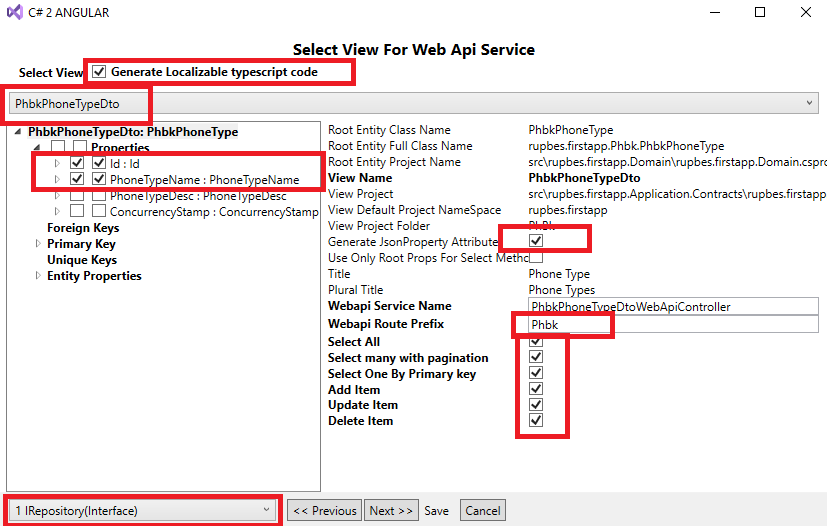 C# 2 ANGULAR
Select View For Web Api Service
Select View
Generate Localizable typescript code
PhbkPhoneTypeDto
PhbkPhoneTypeDto: PhbkPhoneType
Properties
Id : Id
PhoneTypeName : PhoneTypeName
PhoneTypeDesc : PhoneTypeDesc
ConcurrencyStamp : ConcurrencyStamp
Foreign Keys
Primary Key
Unique Keys
Entity Properties
Root Entity Class Name PhbkPhoneType
Root Entity Full Class Name rupbes.firstapp.Phbk.PhbkPhoneType
Root Entity Project Name src\rupbes.firstapp.Domain\rupbes.firstapp.Domain.cspro
View Name PhbkPhoneTypeDto
View Project src\rupbes.firstapp.Application.Contracts\rupbes.firstapp
View Default Project NameSpace rupbes.firstapp
View Project Folder
Generate JsonProperty Attribute
Use Only Root Props For Select Metho
Title Phone Type
Plural Title Phone Types
Webapi Service Name PhbkPhoneTypeDtoWebApiController
Webapi Route Prefix Phbk
Select All
Select many with pagination
Select One By Primary key
Add Item
Update Item
Delete Item
1 IRepository(Interface)
<< Previous Next >> Save Cancel